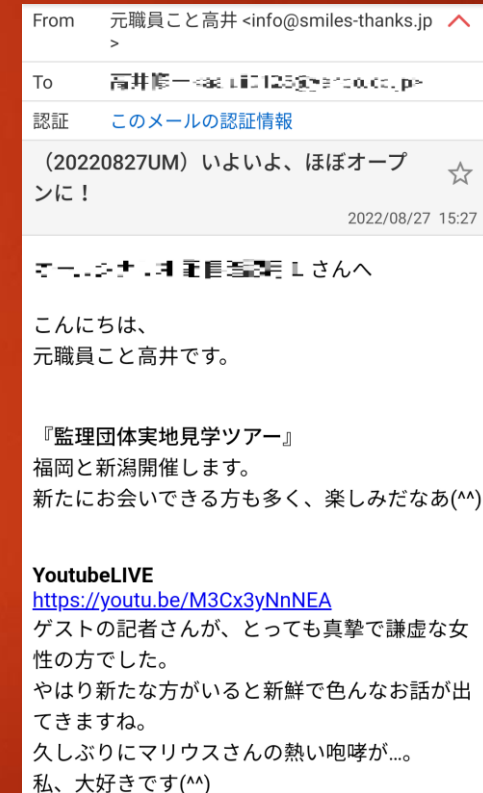 From 元職員こと高井 <info@smiles-thanks.jp
>
To
認証 このメールの認証情報
（20220827UM）いよいよ、ほぼオープ
ンに！
2022/08/27 15:27
さんへ
こんにちは、
元職員こと高井です。
『監理団体実地見学ツアー』
福岡と新潟開催します。
新たにお会いできる方も多く、楽しみだなあ(^^)
YoutubeLIVE
https://youtu.be/M3Cx3yNnNEA
ゲストの記者さんが、とっても真摯で謙虚な女
性の方でした。
やはり新たな方がいると新鮮で色んなお話が出
てきますね。
久しぶりにマリウスさんの熱い咆哮が…。
私、大好きです(^^)